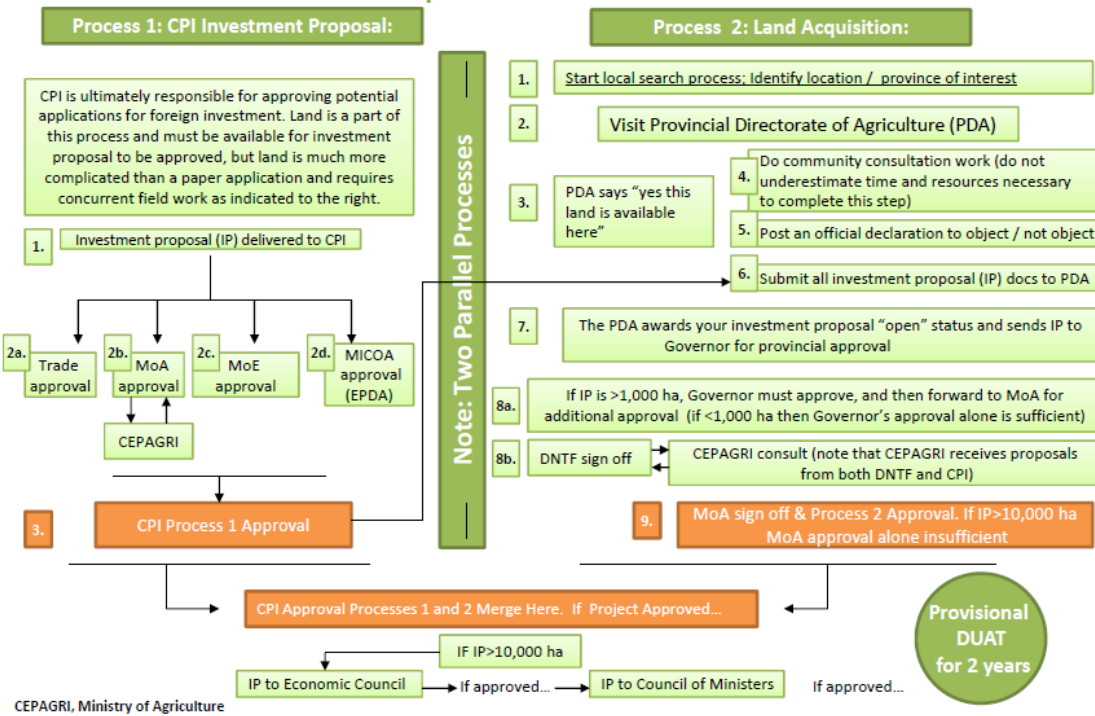 Process 1: CPI Investment Proposal:
CPI is ultimately responsible for approving potential
applications for foreign investment. Land is a part of
this process and must be available for investment
proposal to be approved, but land is much more
complicated than a paper application and requires
concurrent field work as indicated to the right.
1.
Investment proposal (IP) delivered to CPI
2a.
Trade
approval
2b.
MoA
approval
2c.
MoE
approval
2d.
MICOA
approval
(EPDA)
CEPAGRI
3.
CPI Process 1 Approval
Note: Two Parallel Processes
Process 2: Land Acquisition:
1.
Start local search process; Identify location / province of interest
2.
Visit Provincial Directorate of Agriculture (PDA)
3.
PDA says “yes this
land is available
here”
4.
Do community consultation work (do not
underestimate time and resources necessary
to complete this step)
5.
Post an official declaration to object / not object
6.
Submit all investment proposal (IP) docs to PDA
7.
The PDA awards your investment proposal “open” status and sends IP to
Governor for provincial approval
8a.
If IP is >1,000 ha, Governor must approve, and then forward to MoA for
additional approval (if <1,000 ha then Governor’s approval alone is sufficient)
8b.
DNTF sign off
CEPAGRI consult (note that CEPAGRI receives proposals
from both DNTF and CPI)
9.
MoA sign off & Process 2 Approval. If IP>10,000 ha
MoA approval alone insufficient
CPI Approval Processes 1 and 2 Merge Here. If Project Approved…
IF IP>10,000 ha
IP to Economic Council
If approved…
IP to Council of Ministers
If approved…
Provisional
DUAT
for 2 years
CEPAGRI, Ministry of Agriculture